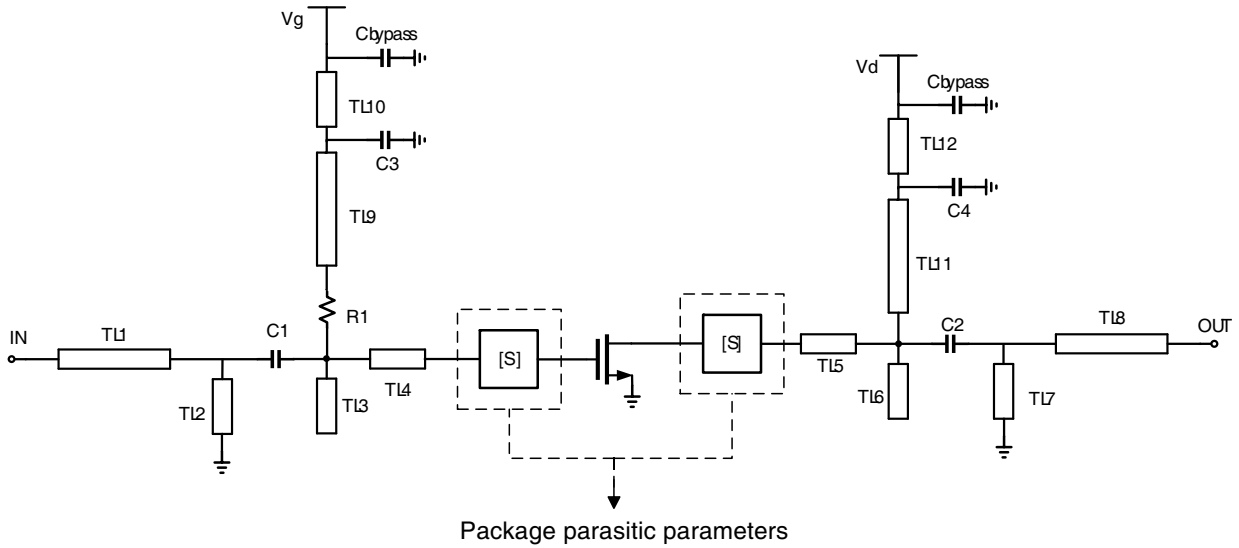 Vg
Cbypass
TL10
C3
TL9
R1
IN
TL1
C1
TL2
TL3
TL4
[S]
[S]
Vd
Cbypass
TL12
C4
TL11
C2
TL8
OUT
TL5
TL6
TL7
Package parasitic parameters